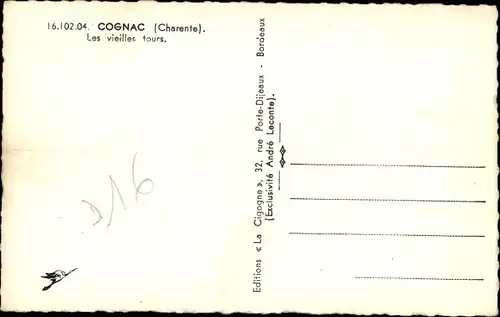 16.102.04. COGNAC (Charente).
Les vieilles tours.
D16
Editions « La Cigogne », 32, rue Porte-Dijeaux - Bordeaux
(Exclusivité André Leconte).